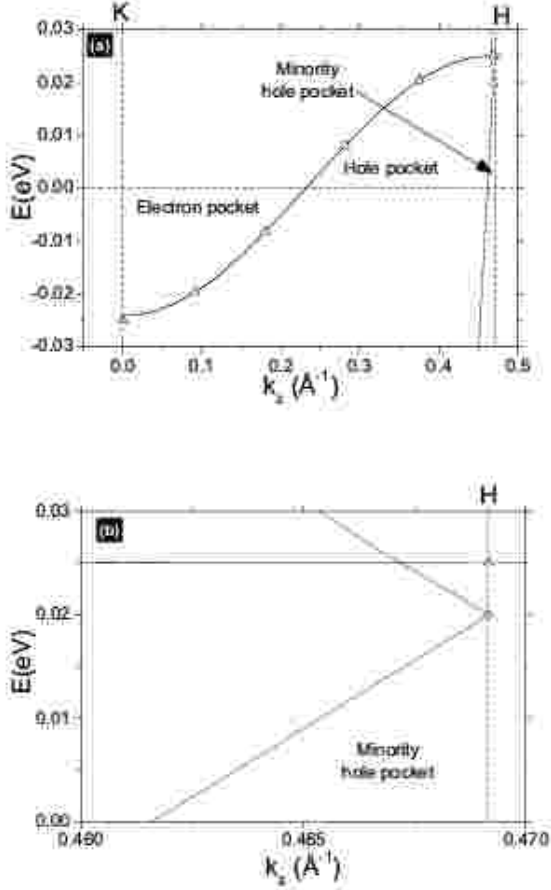 K
H
(a)
0.03
0.02
0.01
0.00
-0.01
-0.02
-0.03
E(eV)
Minority
hole pocket
Hole pocket
Electron pocket
0.0 0.1 0.2 0.3 0.4 0.5
k_z (Å⁻¹)
H
(b)
0.03
0.02
0.01
0.00
E(eV)
Minority
hole pocket
0.460 0.465 0.470
k_z (Å⁻¹)